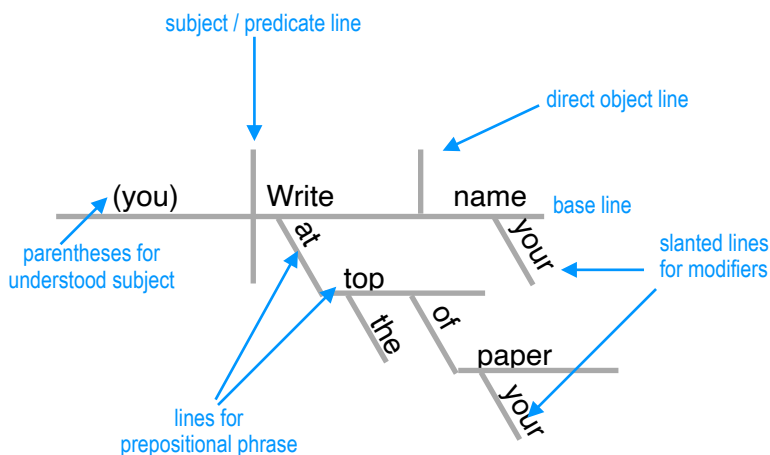 subject / predicate line
direct object line
(you) Write name
base line
at
your
parentheses for
understood subject
slanted lines
for modifiers
top
the
of
paper
your
lines for
prepositional phrase